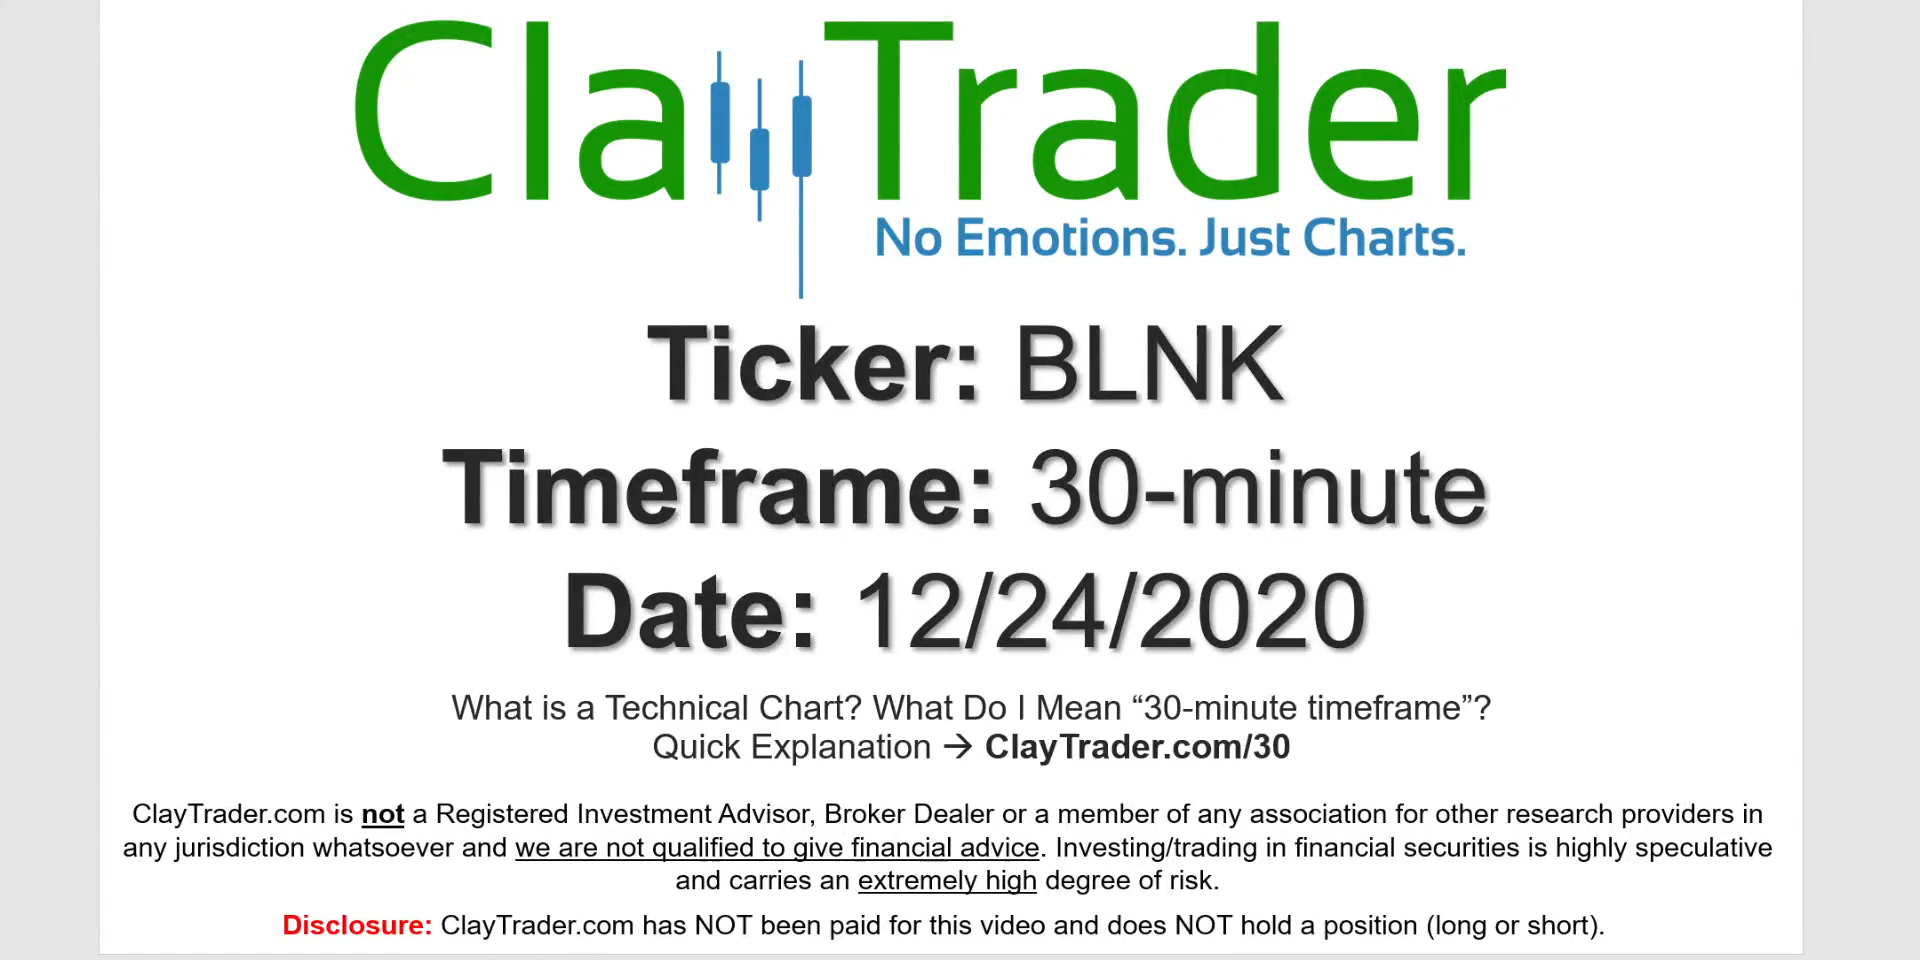 ClayTrader
No Emotions. Just Charts.
Ticker: BLNK
Timeframe: 30-minute
Date: 12/24/2020
What is a Technical Chart? What Do I Mean “30-minute timeframe”?
Quick Explanation → ClayTrader.com/30
ClayTrader.com is not a Registered Investment Advisor, Broker Dealer or a member of any association for other research providers in
any jurisdiction whatsoever and we are not qualified to give financial advice. Investing/trading in financial securities is highly speculative
and carries an extremely high degree of risk.
Disclosure: ClayTrader.com has NOT been paid for this video and does NOT hold a position (long or short).